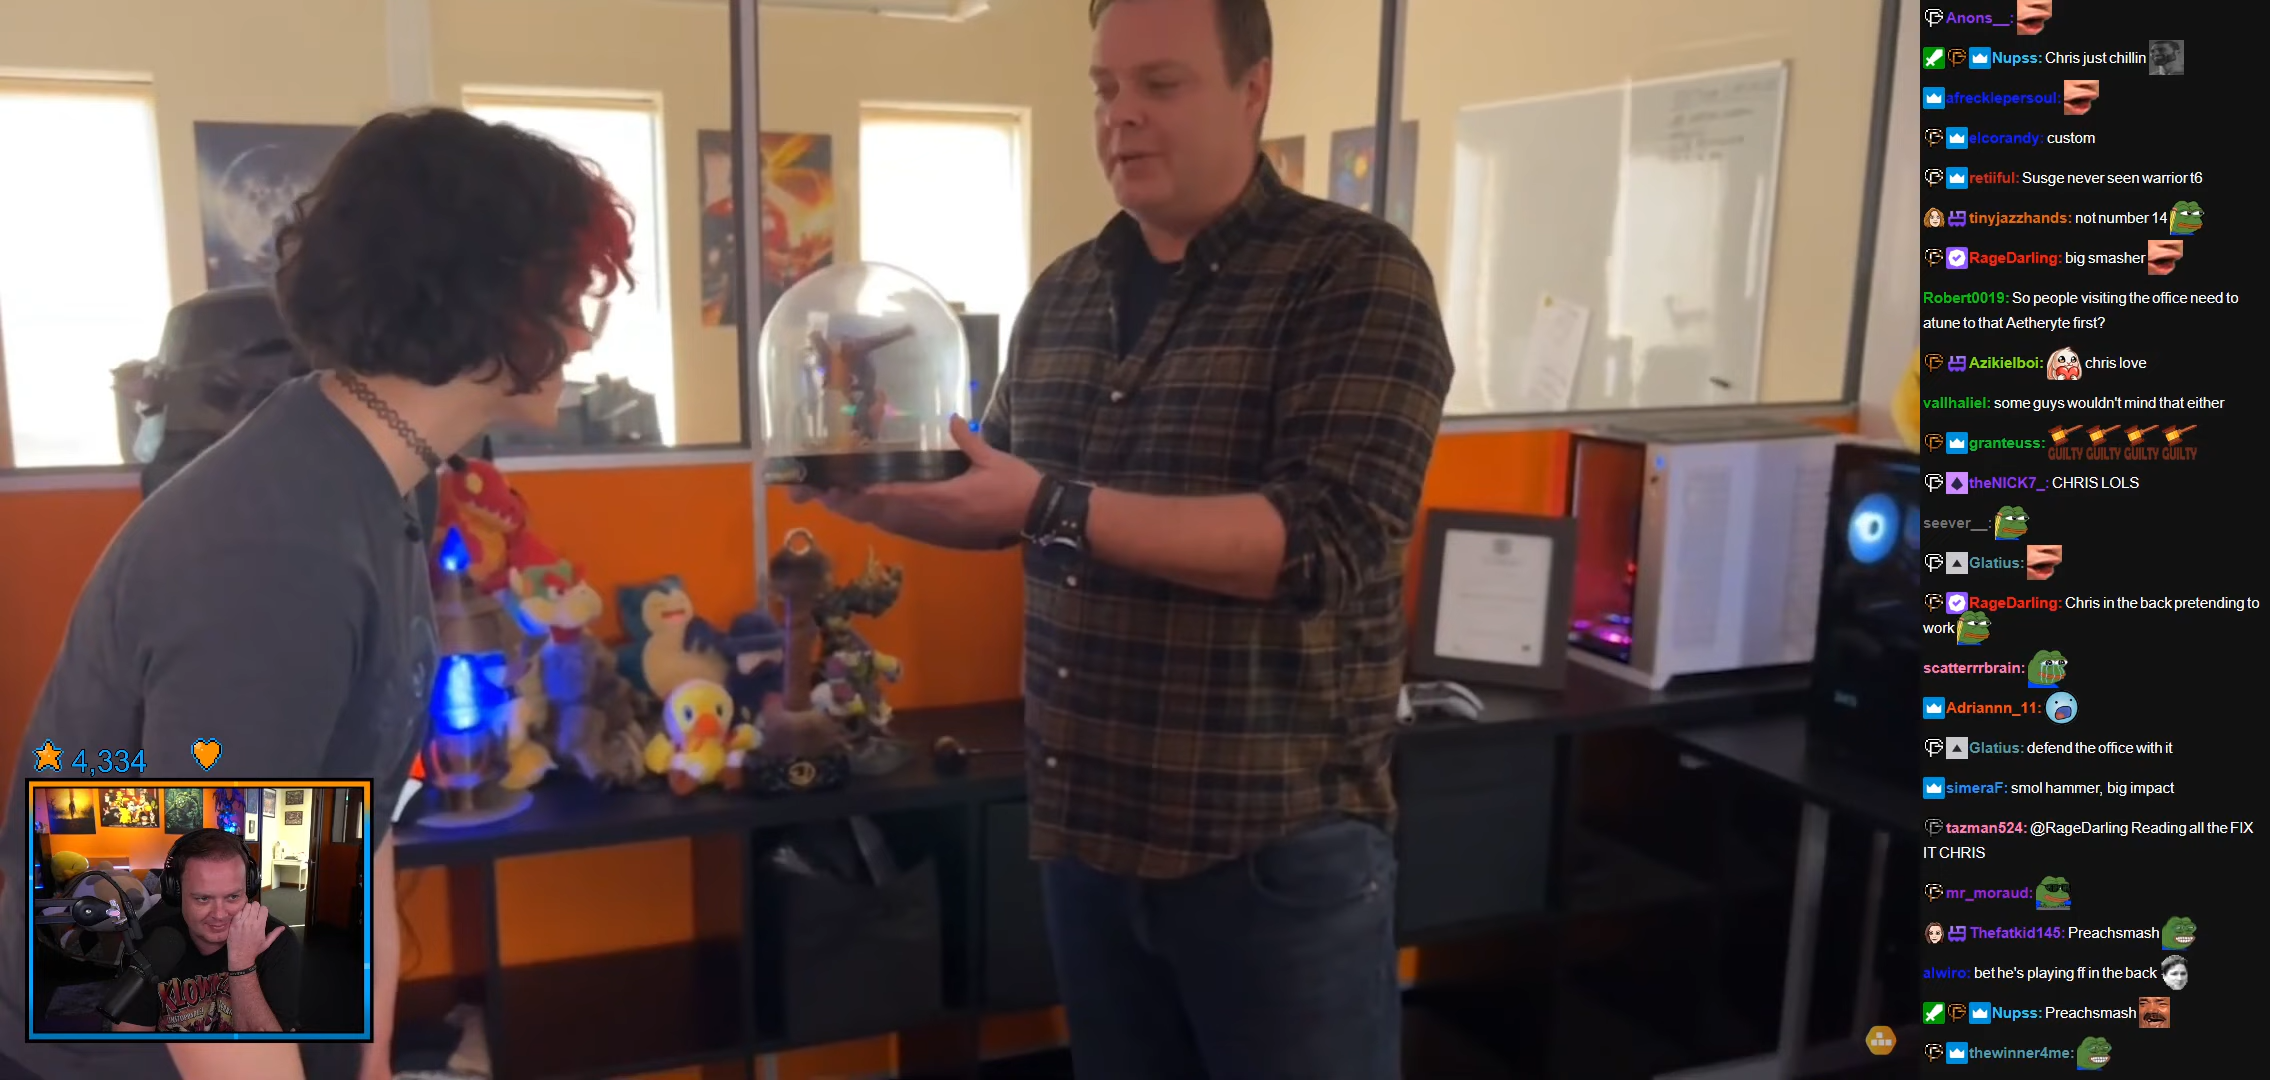 Anons__:
Nupss: Chris just chillin
afrecklepersoul:
elcorandy: custom
retiiful: Susge never seen warrior t6
tinyjazzhands: not number 14
RageDarling: big smasher
Robert0019: So people visiting the office need to
atune to that Aetheryte first?
Azikielboi: chris love
vallhaliel: some guys wouldn't mind that either
granteuss: GUILTY GUILTY GUILTY GUILTY
theNICK7_: CHRIS LOLS
seever__:
Glatius:
RageDarling: Chris in the back pretending to
work
scatterrrbrain:
Adriannn_11:
Glatius: defend the office with it
simeraF: smol hammer, big impact
tazman524: @RageDarling Reading all the FIX
IT CHRIS
mr_moraud:
Thefatkid145: Preachsmash
alwiro: bet he's playing ff in the back
Nupss: Preachsmash
thewinner4me:
4,334